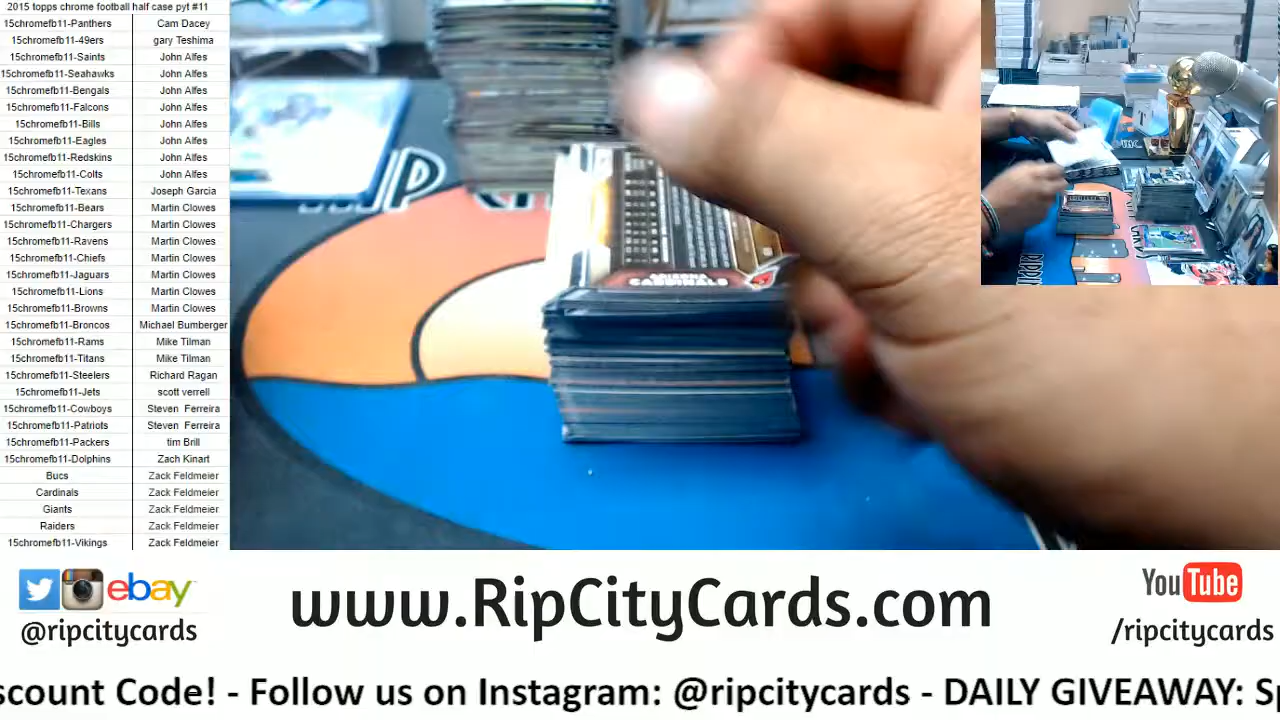 2015 topps chrome football half case pyt #11
15chromefb11-Panthers Cam Dacey
15chromefb11-49ers gary Teshima
15chromefb11-Saints John Alfes
15chromefb11-Seahawks John Alfes
15chromefb11-Bengals John Alfes
15chromefb11-Falcons John Alfes
15chromefb11-Bills John Alfes
15chromefb11-Eagles John Alfes
15chromefb11-Redskins John Alfes
15chromefb11-Colts John Alfes
15chromefb11-Texans Joseph Garcia
15chromefb11-Bears Martin Clowes
15chromefb11-Chargers Martin Clowes
15chromefb11-Ravens Martin Clowes
15chromefb11-Chiefs Martin Clowes
15chromefb11-Jaguars Martin Clowes
15chromefb11-Lions Martin Clowes
15chromefb11-Browns Martin Clowes
15chromefb11-Broncos Michael Bumberger
15chromefb11-Rams Mike Tilman
15chromefb11-Titans Mike Tilman
15chromefb11-Steelers Richard Ragan
15chromefb11-Jets scott verrell
15chromefb11-Cowboys Steven Ferreira
15chromefb11-Patriots Steven Ferreira
15chromefb11-Packers tim Brill
15chromefb11-Dolphins Zach Kinart
Bucs Zack Feldmeier
Cardinals Zack Feldmeier
Giants Zack Feldmeier
Raiders Zack Feldmeier
15chromefb11-Vikings Zack Feldmeier
ARIZONA
CARDINALS
ebay
@ripcitycards
www.RipCityCards.com
YouTube
/ripcitycards
scount Code! - Follow us on Instagram: @ripcitycards - DAILY GIVEAWAY: Sp